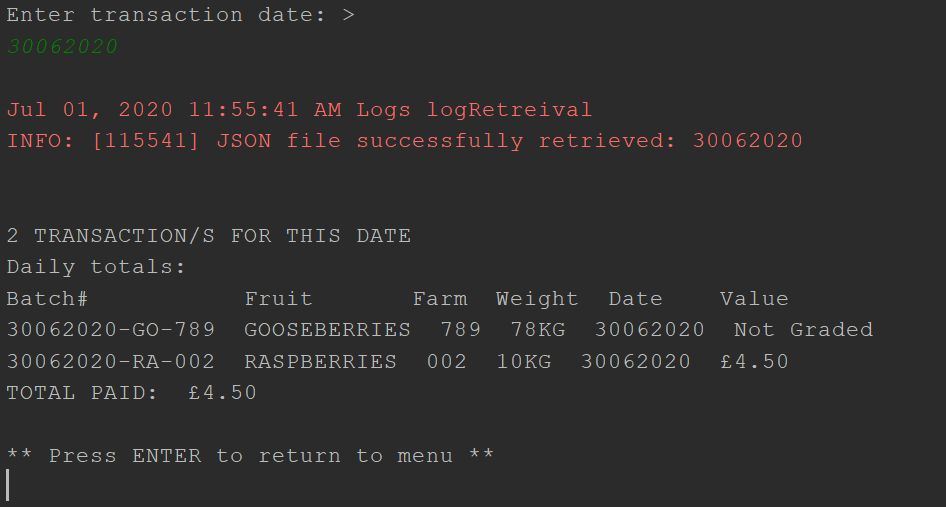 Enter transaction date: >
30062020
Jul 01, 2020 11:55:41 AM Logs logRetreival
INFO: [115541] JSON file successfully retrieved: 30062020
2 TRANSACTION/S FOR THIS DATE
Daily totals:
Batch# Fruit Farm Weight Date Value
30062020-GO-789 GOOSEBERRIES 789 78KG 30062020 Not Graded
30062020-RA-002 RASPBERRIES 002 10KG 30062020 £4.50
TOTAL PAID: £4.50
** Press ENTER to return to menu **